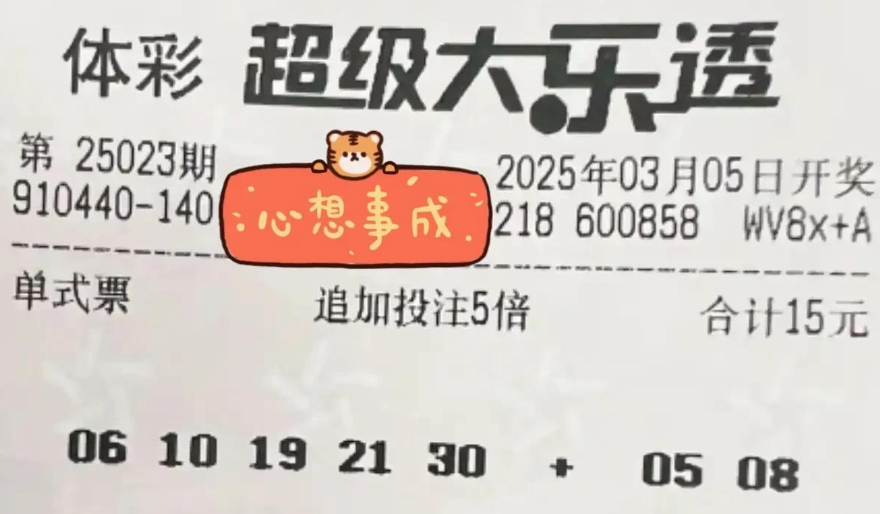 体彩 超级大乐透
第 25023期 2025年03月05日开奖
910440-140 218 600858 WV8x+A
心想事成
单式票 追加投注5倍 合计15元
06 10 19 21 30 + 05 08